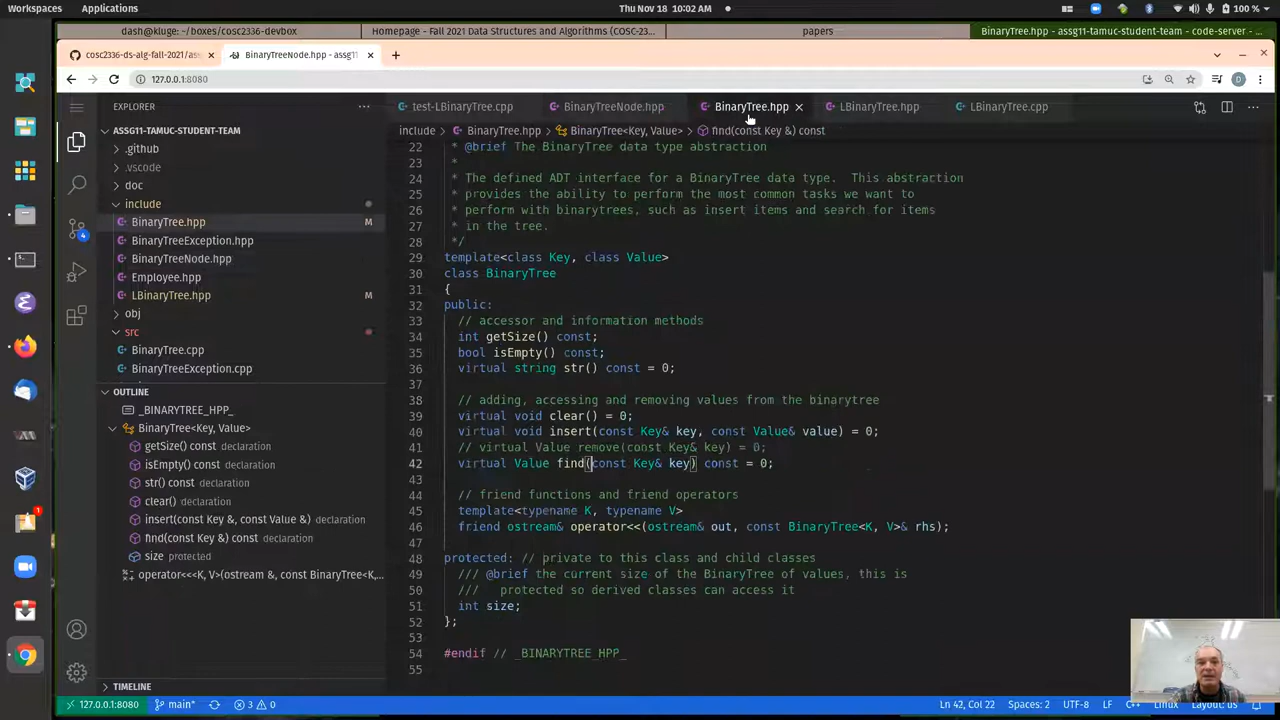 Workspaces
Applications
Thu Nov 18 10:02 AM
100 %
dash@kluge: ~/boxes/cosc2336-devbox
Homepage - Fall 2021 Data Structures and Algorithms (COSC-23...
papers
BinaryTree.hpp - assg11-tamuc-student-team - code-server
cosc2336-ds-alg-fall-2021/ass
BinaryTreeNode.hpp - assg11
127.0.0.1:8080
D
EXPLORER
test-LBinaryTree.cpp
BinaryTreeNode.hpp
BinaryTree.hpp
LBinaryTree.hpp
LBinaryTree.cpp
include > BinaryTree.hpp > BinaryTree<Key, Value> > find(const Key &) const
ASSG11-TAMUC-STUDENT-TEAM
.github
.vscode
doc
include
BinaryTree.hpp M
BinaryTreeException.hpp
BinaryTreeNode.hpp
Employee.hpp
LBinaryTree.hpp M
obj
src
BinaryTree.cpp
BinaryTreeException.cpp
4
1
OUTLINE
_BINARYTREE_HPP_
BinaryTree<Key, Value>
getSize() const declaration
isEmpty() const declaration
str() const declaration
clear() declaration
insert(const Key &, const Value &) declaration
find(const Key &) const declaration
size protected
operator<<<K, V>(ostream &, const BinaryTree<K,...
TIMELINE
22 * @brief The BinaryTree data type abstraction
23 *
24 * The defined ADT interface for a BinaryTree data type. This abstraction
25 * provides the ability to perform the most common tasks we want to
26 * perform with binarytrees, such as insert items and search for items
27 * in the tree.
28 */
29 template<class Key, class Value>
30 class BinaryTree
31 {
32 public:
33 // accessor and information methods
34 int getSize() const;
35 bool isEmpty() const;
36 virtual string str() const = 0;
37
38 // adding, accessing and removing values from the binarytree
39 virtual void clear() = 0;
40 virtual void insert(const Key& key, const Value& value) = 0;
41 // virtual Value remove(const Key& key) = 0;
42 virtual Value find(const Key& key) const = 0;
43
44 // friend functions and friend operators
45 template<typename K, typename V>
46 friend ostream& operator<<(ostream& out, const BinaryTree<K, V>& rhs);
47
48 protected: // private to this class and child classes
49 /// @brief the current size of the BinaryTree of values, this is
50 /// protected so derived classes can access it
51 int size;
52 };
53
54 #endif // _BINARYTREE_HPP_
55
127.0.0.1:8080
main*
3 0
Ln 42, Col 22
Spaces: 2
UTF-8
LF
C++
Linux
Layout: us